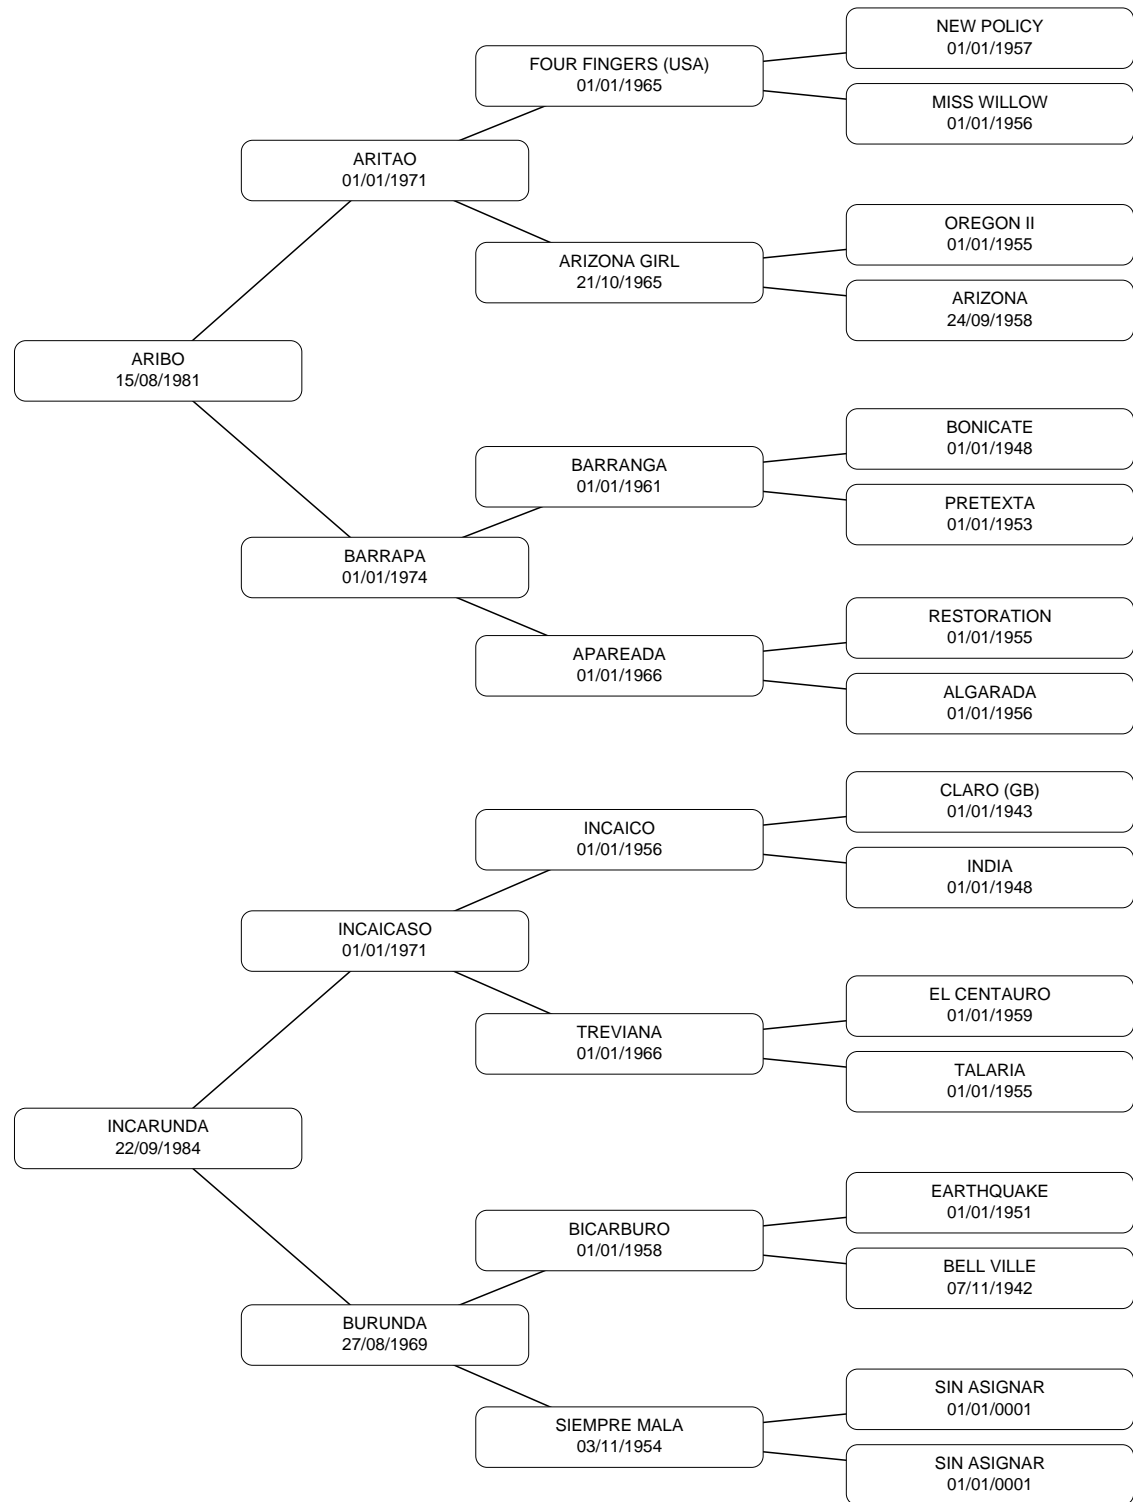 NEW POLICY
01/01/1957
FOUR FINGERS (USA)
01/01/1965
MISS WILLOW
01/01/1956
ARITAO
01/01/1971
OREGON II
01/01/1955
ARIZONA GIRL
21/10/1965
ARIZONA
24/09/1958
ARIBO
15/08/1981
BONICATE
01/01/1948
BARRANGA
01/01/1961
PRETEXTA
01/01/1953
BARRAPA
01/01/1974
RESTORATION
01/01/1955
APAREADA
01/01/1966
ALGARADA
01/01/1956
CLARO (GB)
01/01/1943
INCAICO
01/01/1956
INDIA
01/01/1948
INCAICASO
01/01/1971
EL CENTAURO
01/01/1959
TREVIANA
01/01/1966
TALARIA
01/01/1955
INCARUNDA
22/09/1984
EARTHQUAKE
01/01/1951
BICARBURO
01/01/1958
BELL VILLE
07/11/1942
BURUNDA
27/08/1969
SIN ASIGNAR
01/01/0001
SIEMPRE MALA
03/11/1954
SIN ASIGNAR
01/01/0001